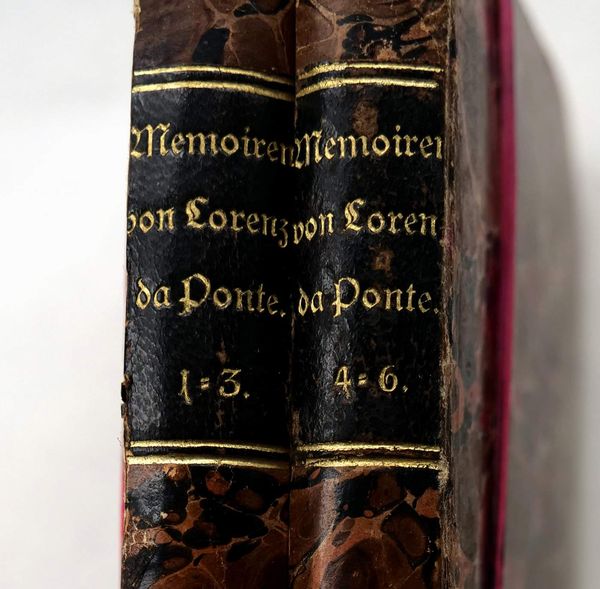 Memoiren
von Lorenz
da Ponte.
1=3.
Memoiren
von Loren
da Ponte.
4=6.